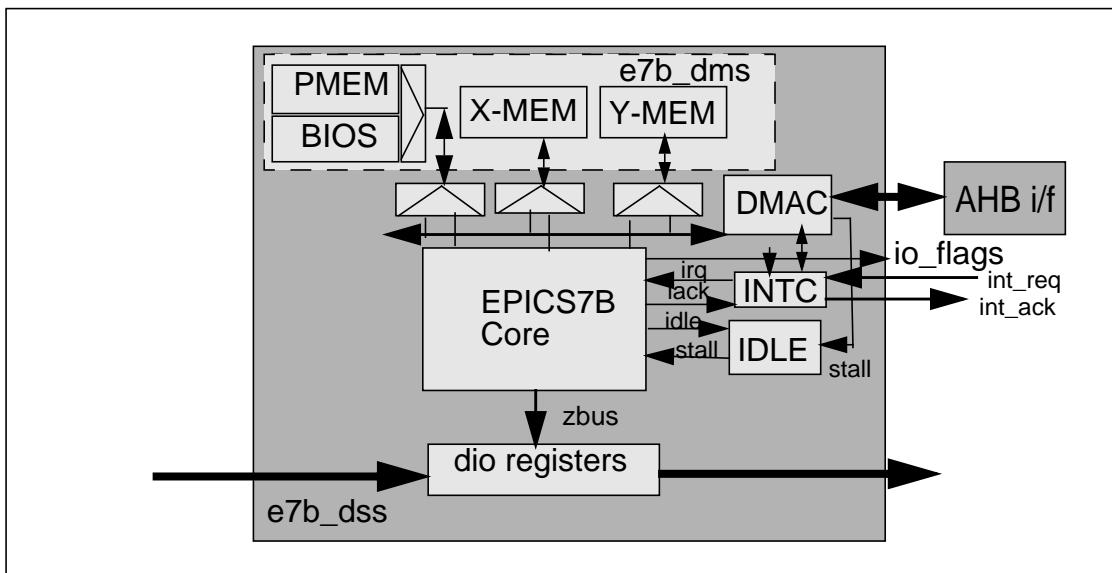 e7b_dms
PMEM
BIOS
X-MEM
Y-MEM
DMAC
AHB i/f
io_flags
EPICS7B
Core
irq
iack
idle
stall
INTC
int_req
int_ack
IDLE
stall
zbus
dio registers
e7b_dss